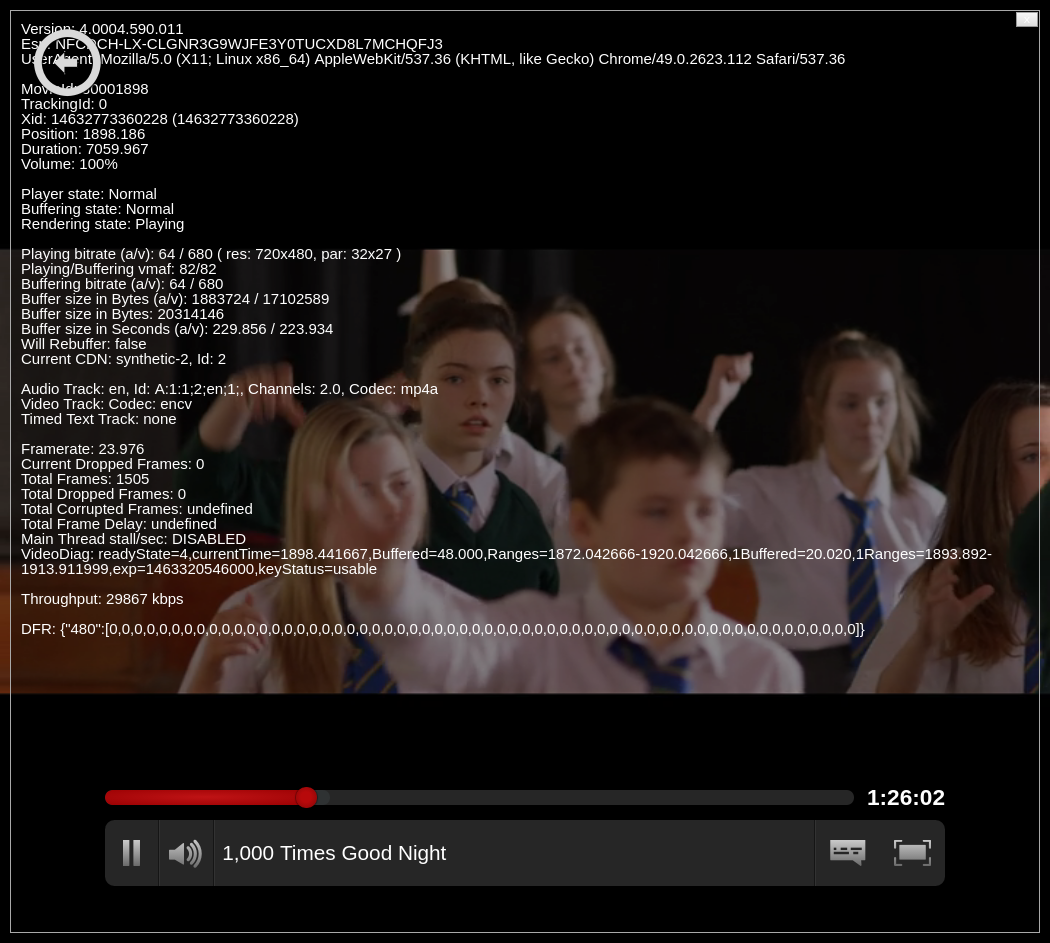 Version: 4.0004.590.011
Esn: NFCDCH-LX-CLGNR3G9WJFE3Y0TUCXD8L7MCHQFJ3
UserAgent: Mozilla/5.0 (X11; Linux x86_64) AppleWebKit/537.36 (KHTML, like Gecko) Chrome/49.0.2623.112 Safari/537.36
TrackingId: 0
Xid: 14632773360228 (14632773360228)
Position: 1898.186
Duration: 7059.967
Volume: 100%
Player state: Normal
Buffering state: Normal
Rendering state: Playing
Playing bitrate (a/v): 64 / 680 ( res: 720x480, par: 32x27 )
Playing/Buffering vmaf: 82/82
Buffering bitrate (a/v): 64 / 680
Buffer size in Bytes (a/v): 1883724 / 17102589
Buffer size in Bytes: 20314146
Buffer size in Seconds (a/v): 229.856 / 223.934
Will Rebuffer: false
Current CDN: synthetic-2, Id: 2
Audio Track: en, Id: A:1:1;2;en;1;, Channels: 2.0, Codec: mp4a
Video Track: Codec: encv
Timed Text Track: none
Framerate: 23.976
Current Dropped Frames: 0
Total Frames: 1505
Total Dropped Frames: 0
Total Corrupted Frames: undefined
Total Frame Delay: undefined
Main Thread stall/sec: DISABLED
VideoDiag: readyState=4,currentTime=1898.441667,Buffered=48.000,Ranges=1872.042666-1920.042666,1Buffered=20.020,1Ranges=1893.892-
1913.911999,exp=1463320546000,keyStatus=usable
Throughput: 29867 kbps
DFR: {"480":[0,0,0,0,0,0,0,0,0,0,0,0,0,0,0,0,0,0,0,0,0,0,0,0,0,0,0,0,0,0,0,0,0,0,0,0,0,0,0,0,0,0,0,0,0,0,0,0,0,0,0,0,0,0,0,0,0,0,0,0]}
1:26:02
1,000 Times Good Night